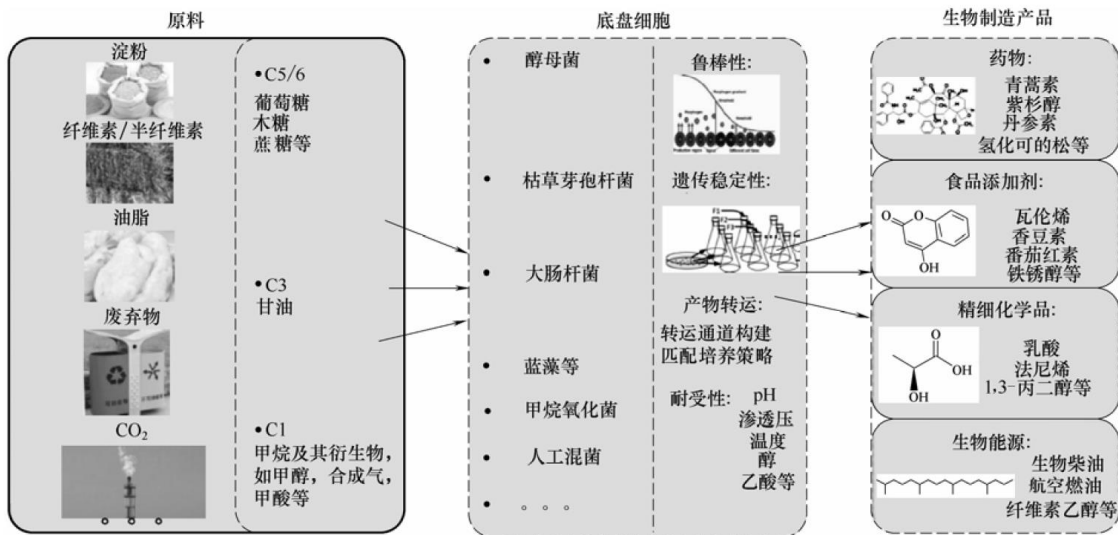 原料
淀粉
纤维素/半纤维素
油脂
废弃物
CO₂
•C5/6
葡萄糖
木糖
蔗糖等
•C3
甘油
•C1
甲烷及其衍生物,
如甲醇,合成气,
甲酸等
底盘细胞
• 酵母菌
• 枯草芽孢杆菌
• 大肠杆菌
• 蓝藻等
• 甲烷氧化菌
• 人工混菌
• 。。。
鲁棒性:
遗传稳定性:
F1
F2
F3
产物转运:
转运通道构建
匹配培养策略
耐受性: pH
渗透压
温度
醇
乙酸等
生物制造产品
药物:
青蒿素
紫杉醇
丹参素
氢化可的松等
食品添加剂:
O
O
OH
瓦伦烯
香豆素
番茄红素
铁锈醇等
精细化学品:
O
OH
OH
乳酸
法尼烯
1,3-丙二醇等
生物能源:
生物柴油
航空燃油
纤维素乙醇等